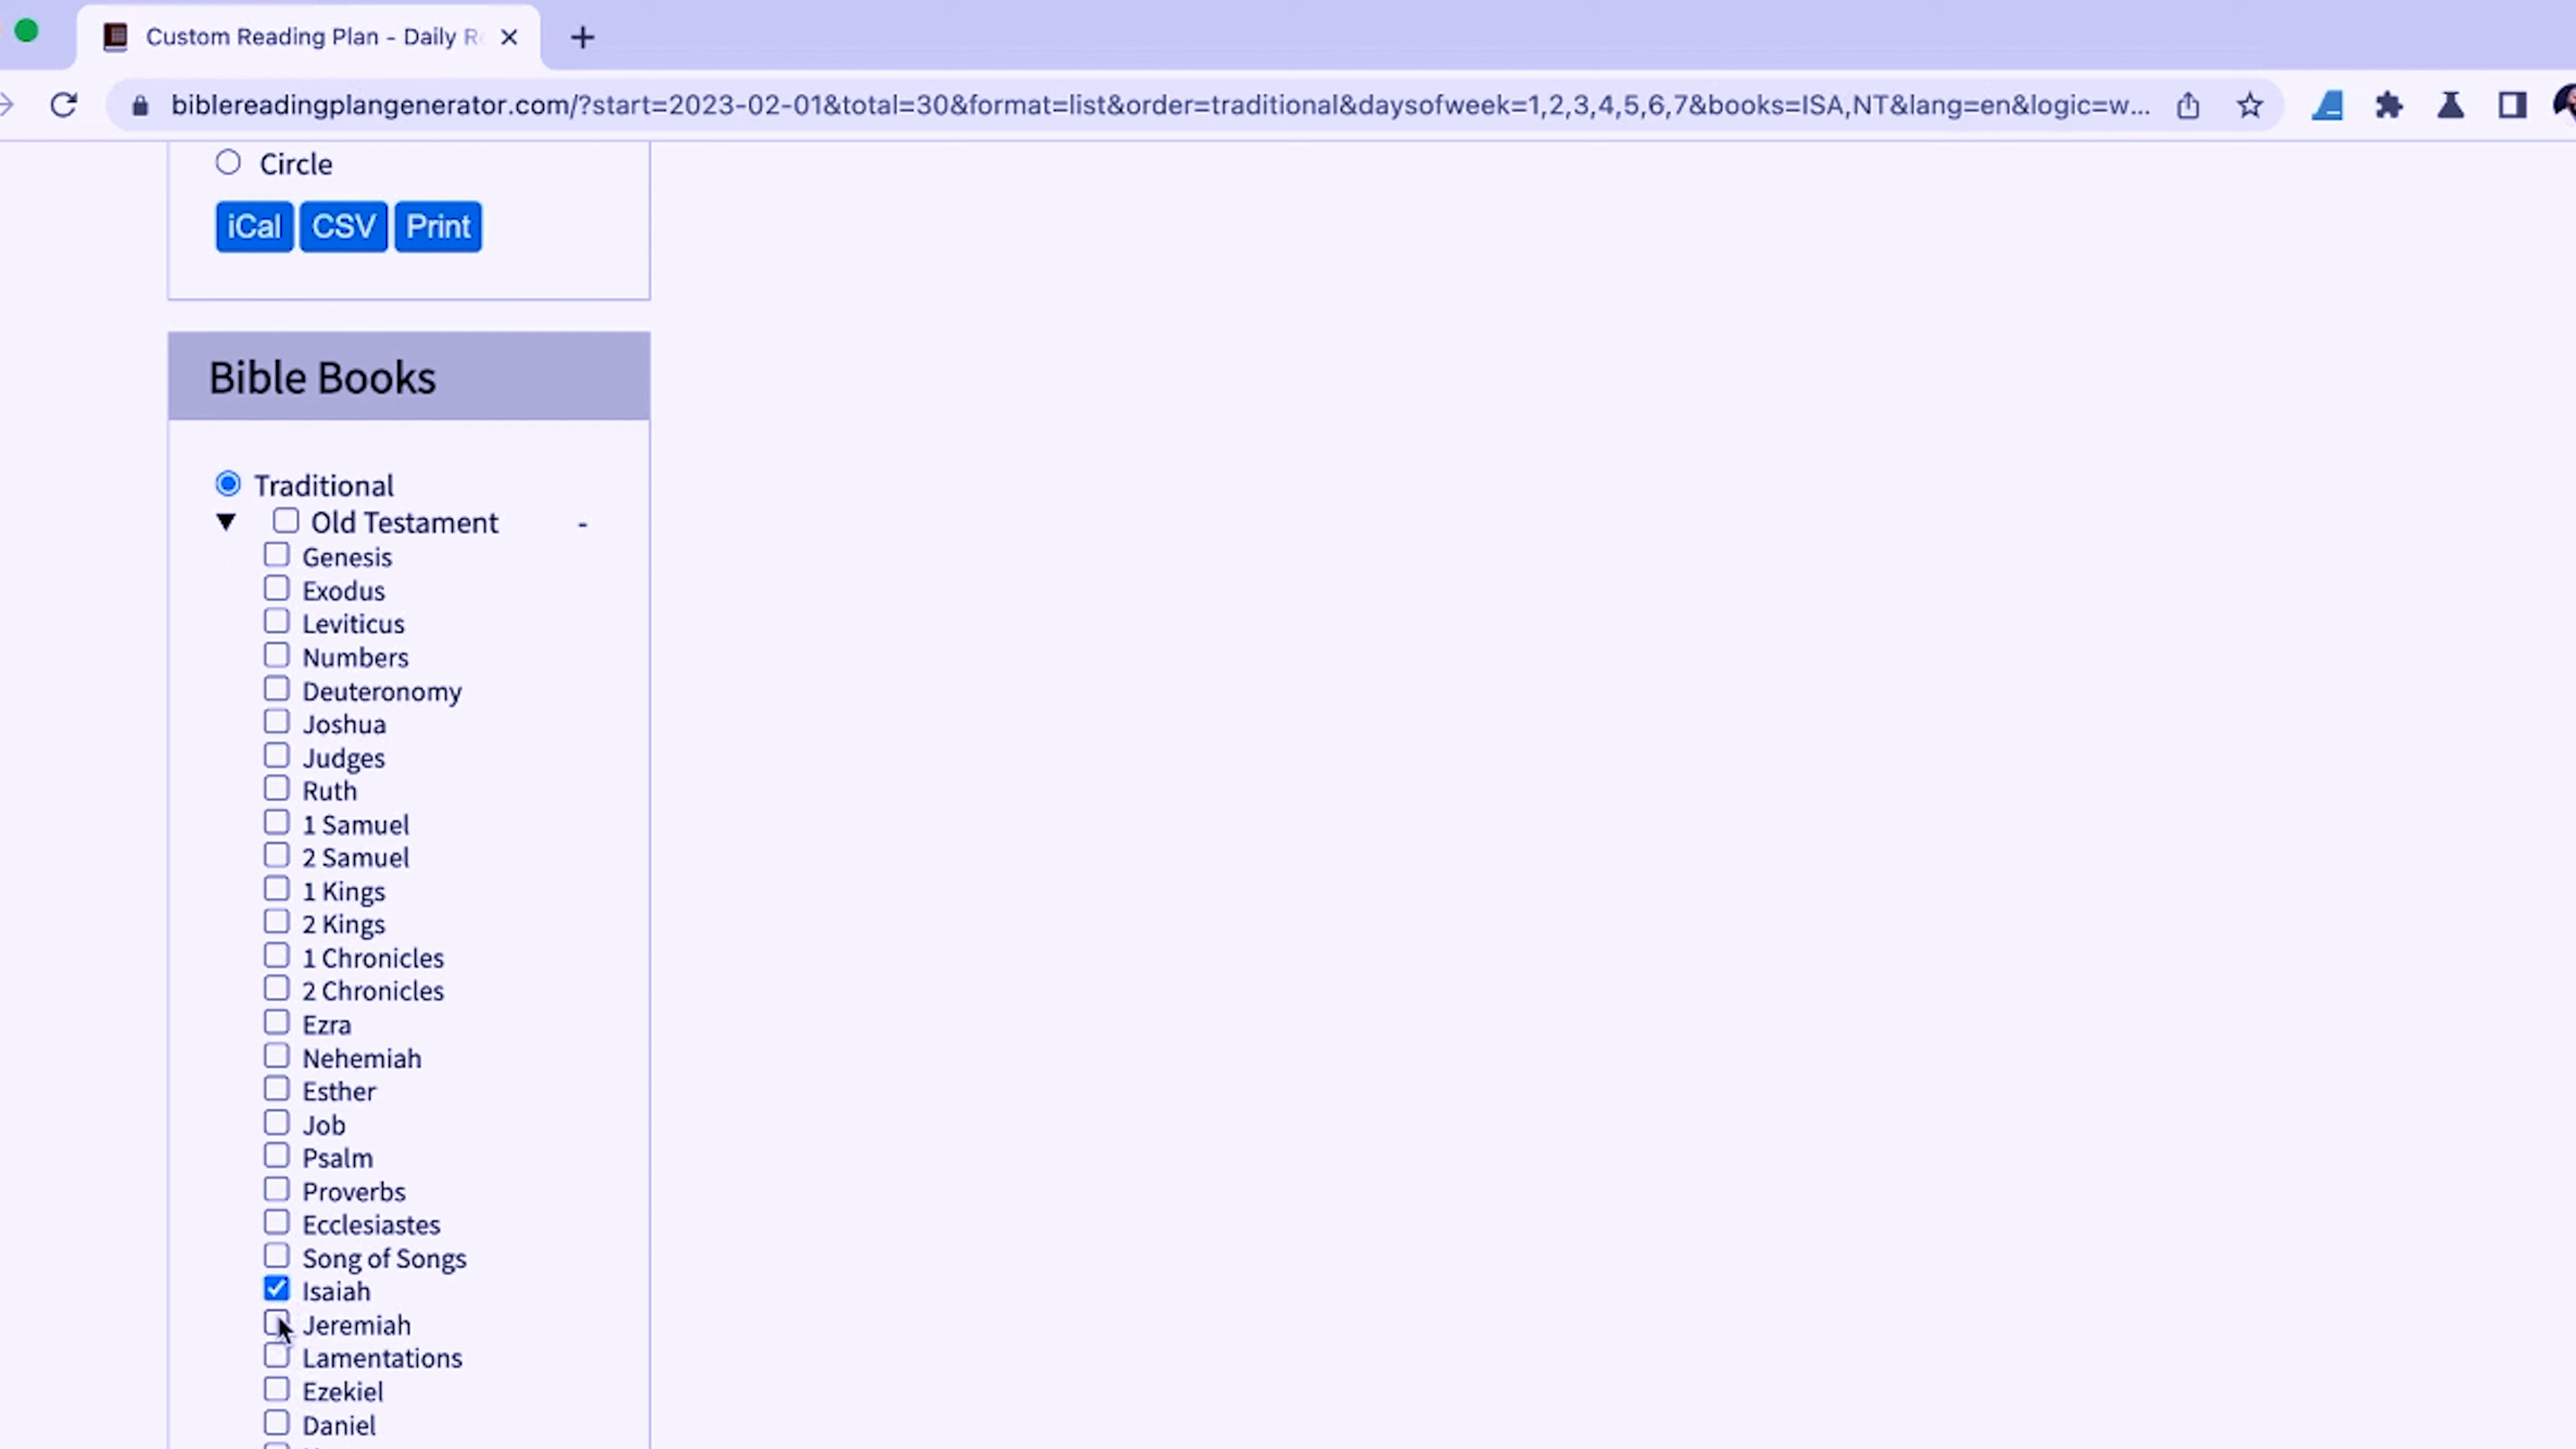 Custom Reading Plan - Daily R
biblereadingplangenerator.com/?start=2023-02-01&total=30&format=list&order=traditional&daysofweek=1,2,3,4,5,6,7&books=ISA,NT&lang=en&logic=w...
Circle
iCal CSV Print
Bible Books
Traditional
Old Testament -
Genesis
Exodus
Leviticus
Numbers
Deuteronomy
Joshua
Judges
Ruth
1 Samuel
2 Samuel
1 Kings
2 Kings
1 Chronicles
2 Chronicles
Ezra
Nehemiah
Esther
Job
Psalm
Proverbs
Ecclesiastes
Song of Songs
Isaiah
Jeremiah
Lamentations
Ezekiel
Daniel